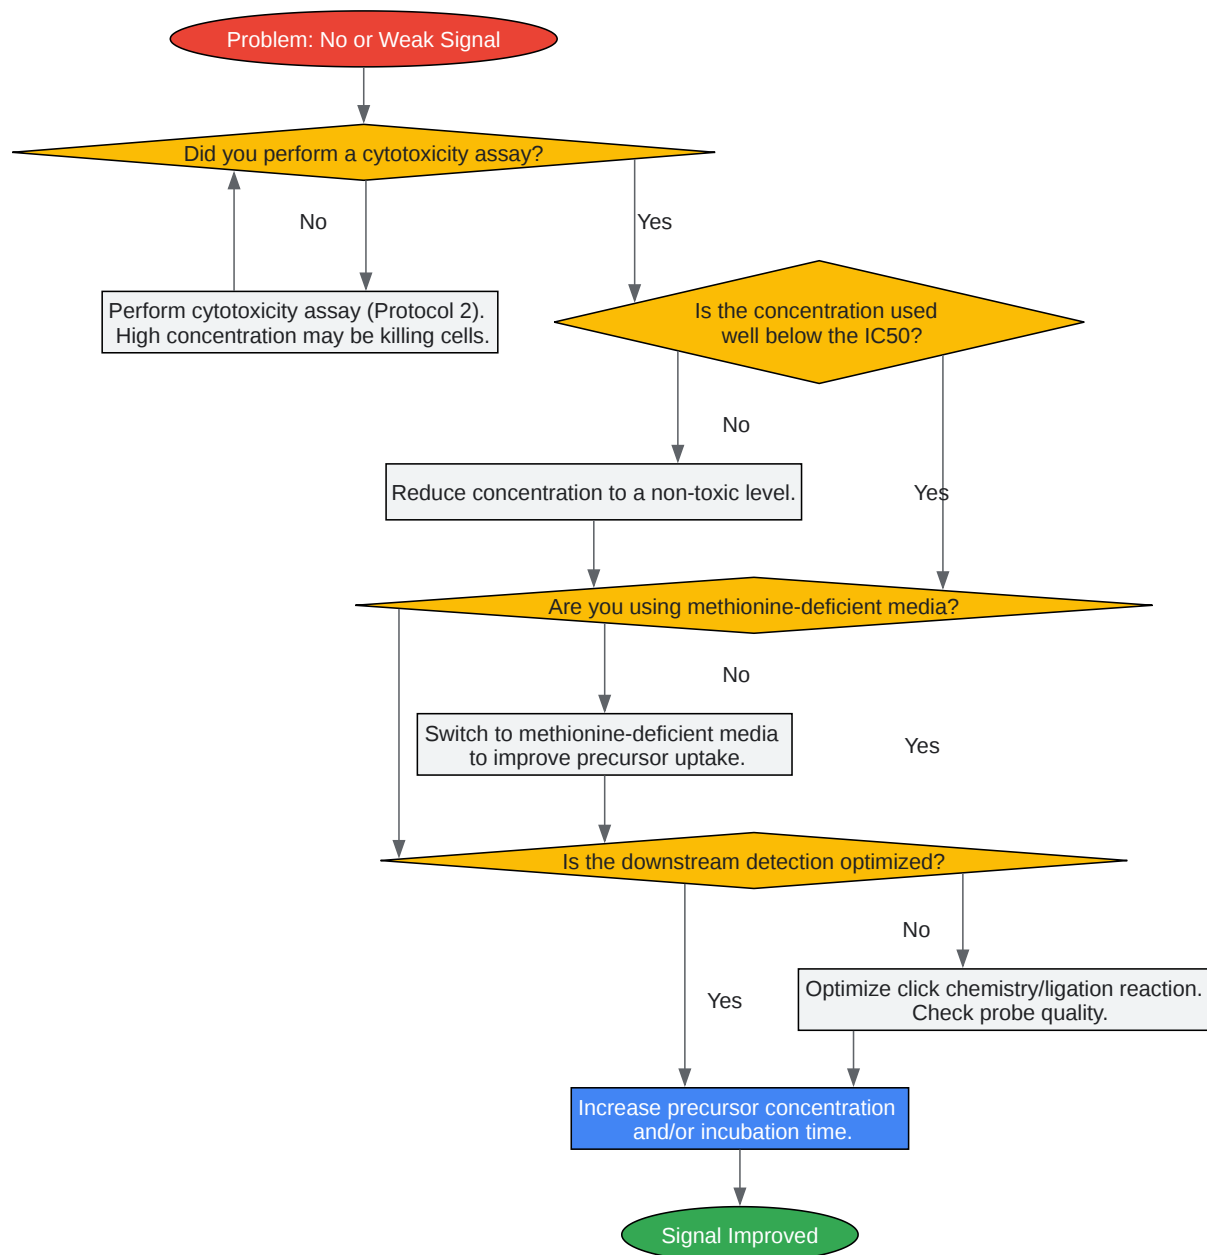 Problem: No or Weak Signal
Did you perform a cytotoxicity assay?
No
Yes
Perform cytotoxicity assay (Protocol 2).
High concentration may be killing cells.
Is the concentration used
well below the IC50?
No
Reduce concentration to a non-toxic level.
Yes
Are you using methionine-deficient media?
No
Switch to methionine-deficient media
to improve precursor uptake.
Yes
Is the downstream detection optimized?
No
Yes
Optimize click chemistry/ligation reaction.
Check probe quality.
Increase precursor concentration
and/or incubation time.
Signal Improved